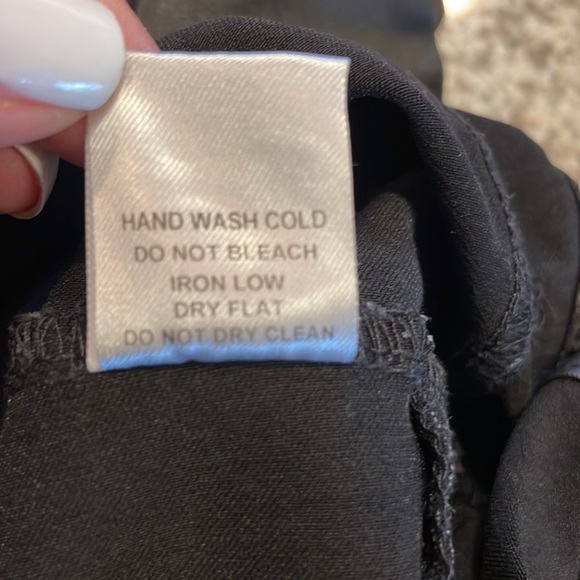 HAND WASH COLD
DO NOT BLEACH
IRON LOW
DRY FLAT
DO NOT DRY CLEAN